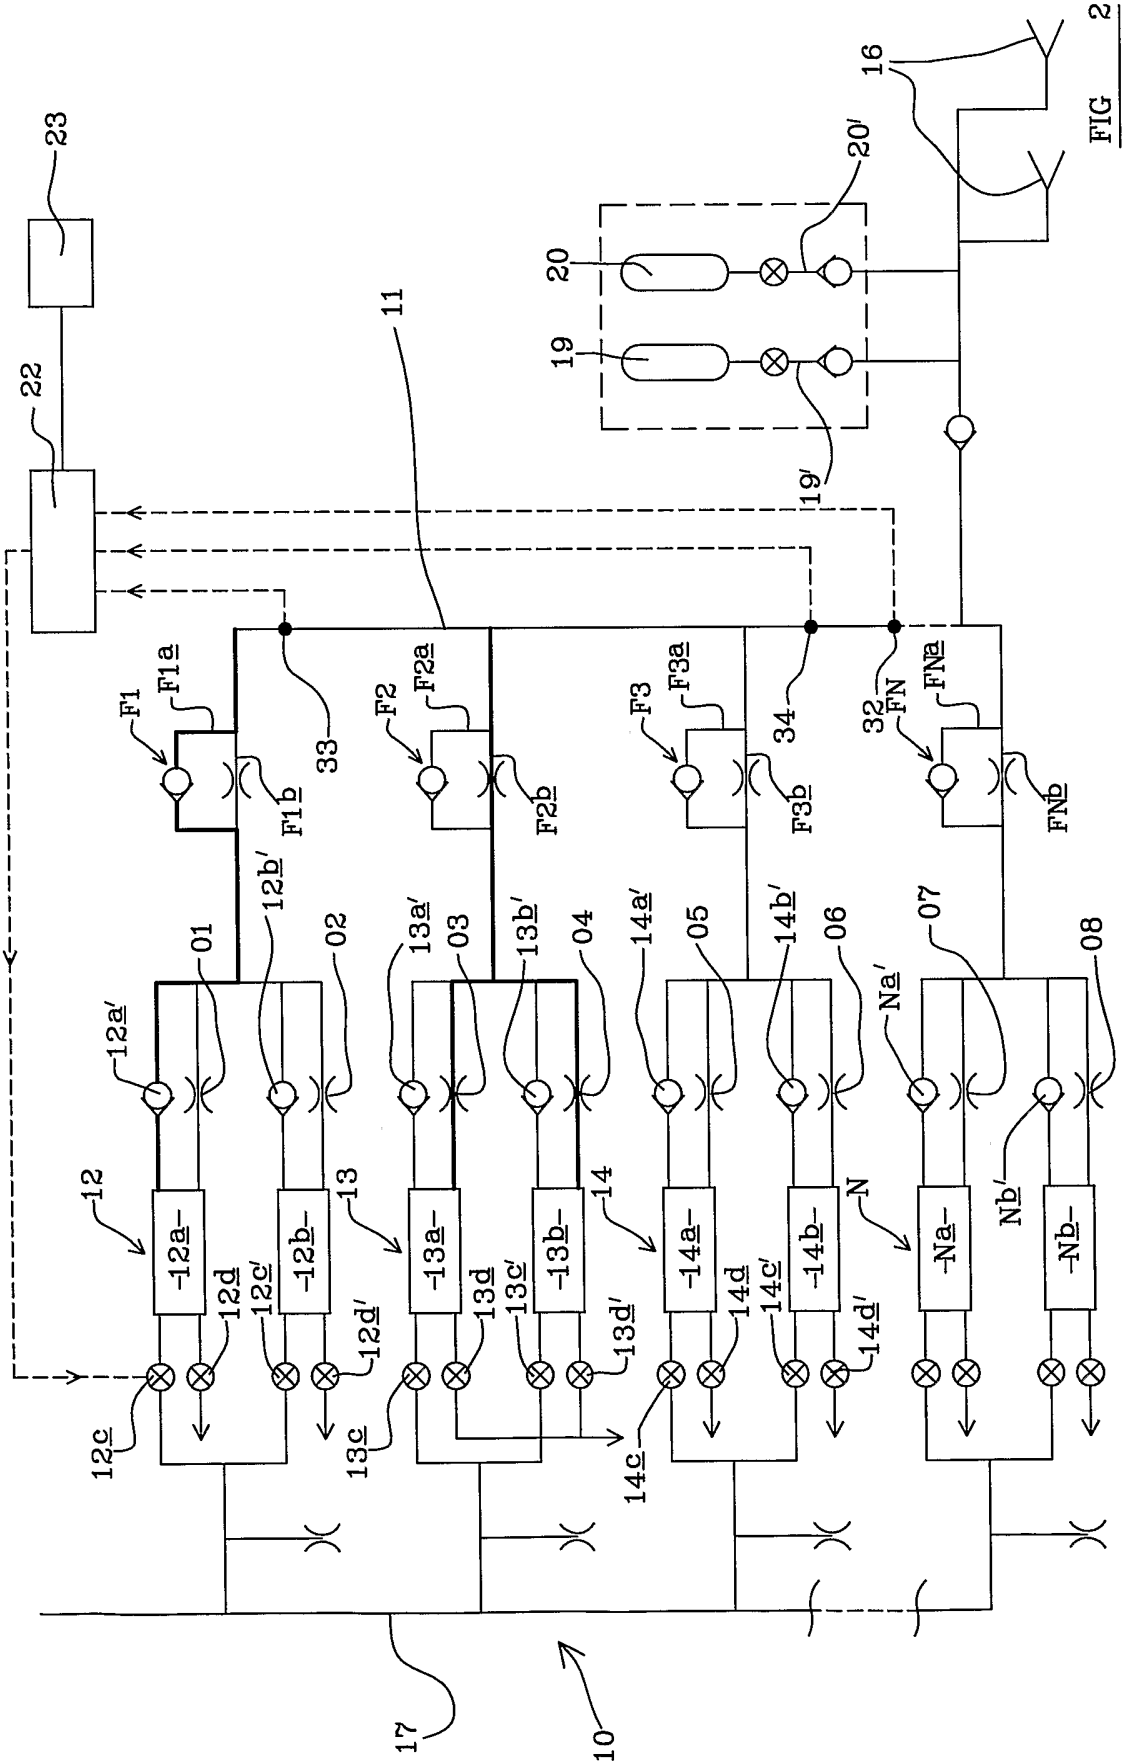 22
23
12c
12
12a'
F1
F1a
-12a-
01
12d
12c'
12b'
F1b
-12b-
33
02
13c
13
12d'
F2
11
17
13a'
F2a
-13a-
03
13d
13c'
13b'
F2b
20
19
-13b-
04
14
10
13d'
14c
14a'
F3
F3a
-14a-
05
14d
14c'
14b'
34
F3b
19'
-14b-
06
N
20'
14d'
16
32
Na'
FN
07
FNa
-Na-
Nb'
FNb
-Nb-
08
FIG 2